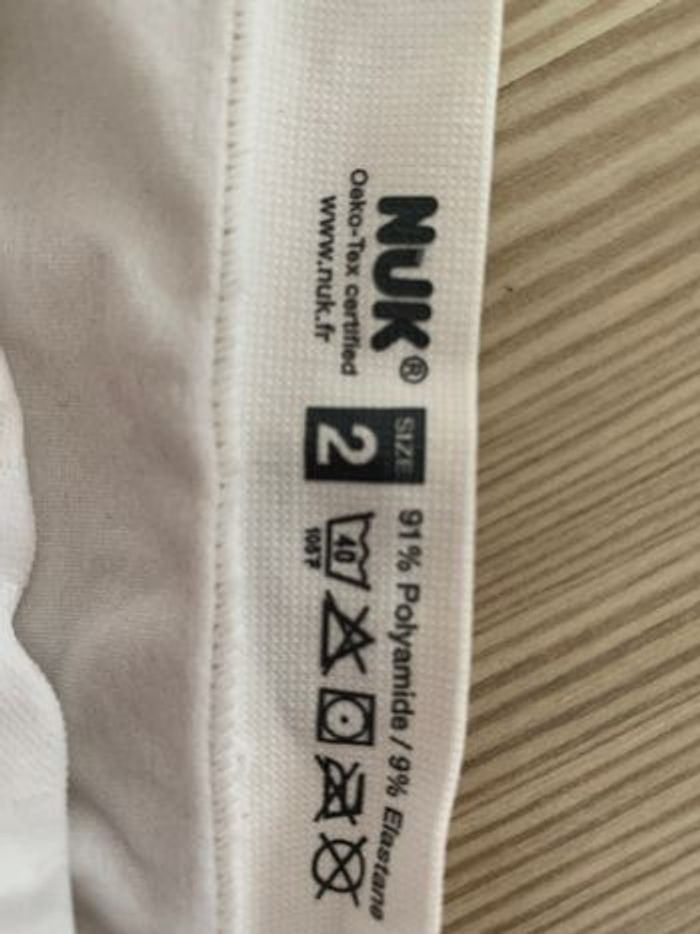 NUK®
Oeko-Tex certified
www.nuk.fr
SIZE
2
91% Polyamide / 9% Elastane
40
105°F